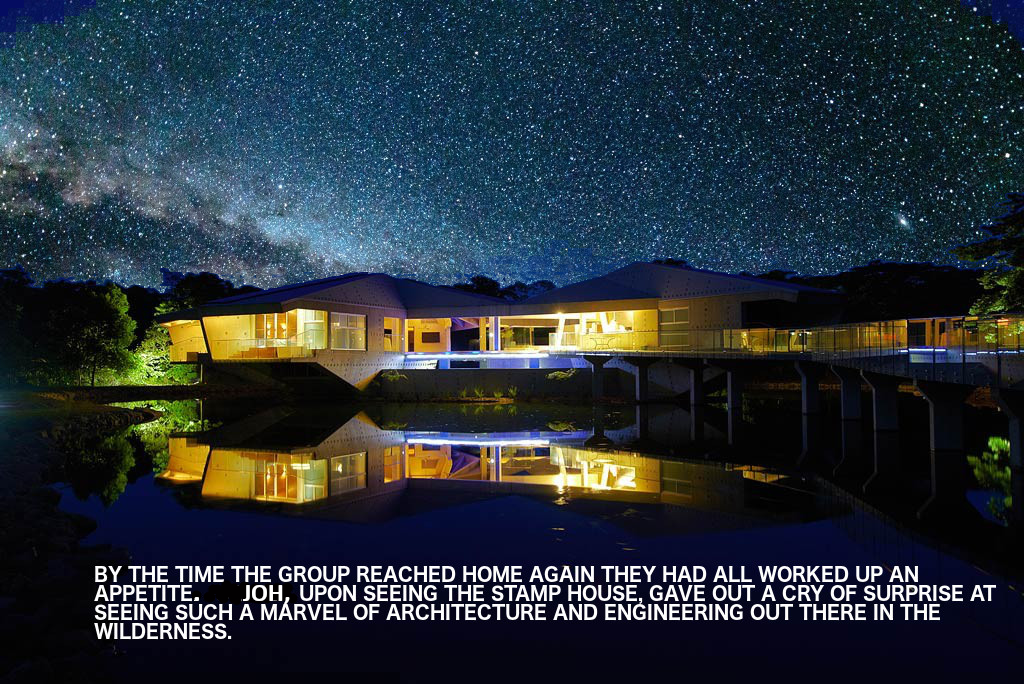 BY THE TIME THE GROUP REACHED HOME AGAIN THEY HAD ALL WORKED UP AN
APPETITE. JOH, UPON SEEING THE STAMP HOUSE, GAVE OUT A CRY OF SURPRISE AT
SEEING SUCH A MARVEL OF ARCHITECTURE AND ENGINEERING OUT THERE IN THE
WILDERNESS.